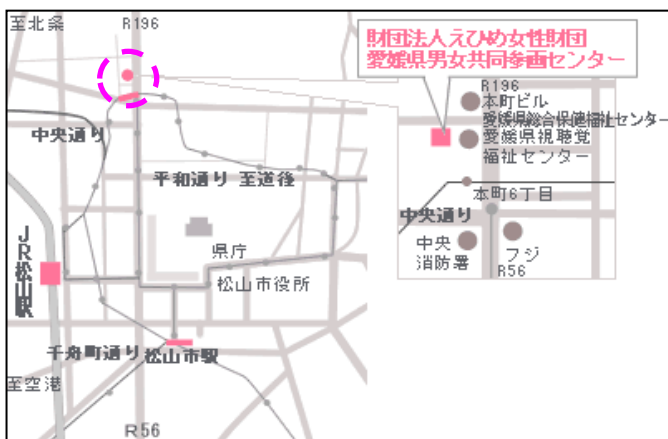 至北条
R196
財団法人えひめ女性財団
愛媛県男女共同参画センター
R196
本町ビル
愛媛県総合保健福祉センター
愛媛県視聴覚
福祉センター
中央通り
平和通り 至道後
本町6丁目
中央通り
中央
消防署
フジ
R56
JR松山駅
県庁
松山市役所
千舟町通り
松山市駅
至空港
R56